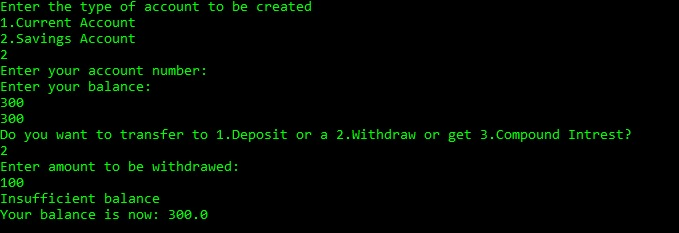 Enter the type of account to be created
1.Current Account
2.Savings Account
2
Enter your account number:
Enter your balance:
300
300
Do you want to transfer to 1.Deposit or a 2.Withdraw or get 3.Compound Intrest?
2
Enter amount to be withdrawed:
100
Insufficient balance
Your balance is now: 300.0